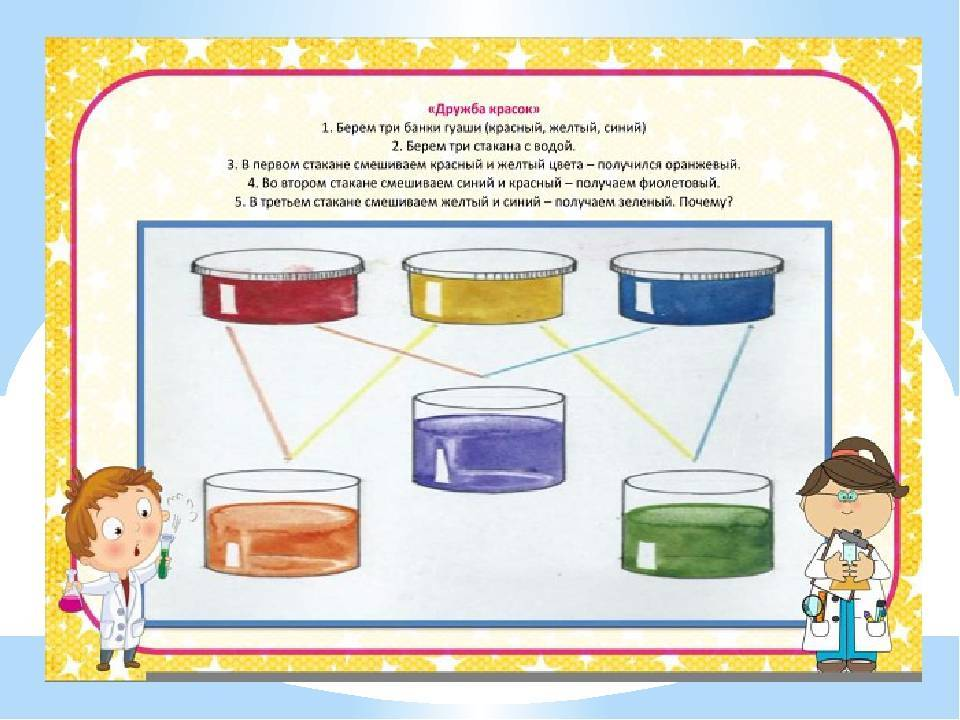 «Дружба красок»
1. Берем три банки гуаши (красный, желтый, синий)
2. Берем три стакана с водой.
3. В первом стакане смешиваем красный и желтый цвета – получился оранжевый.
4. Во втором стакане смешиваем синий и красный – получаем фиолетовый.
5. В третьем стакане смешиваем желтый и синий – получаем зеленый. Почему?